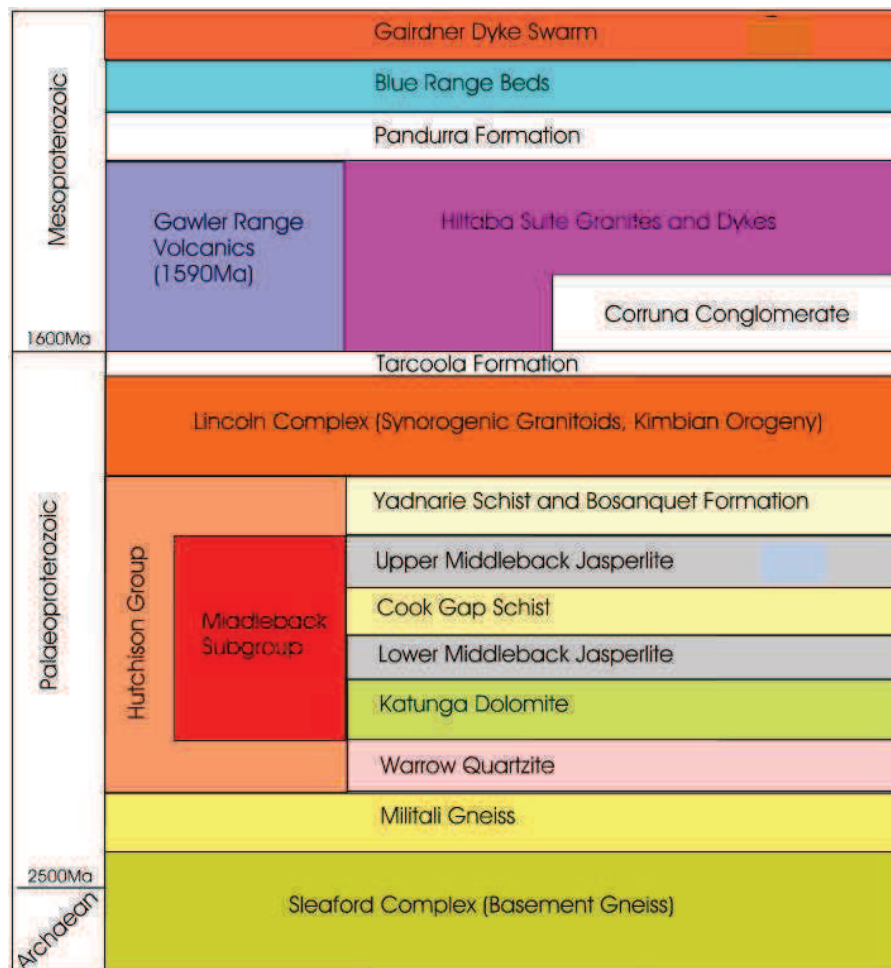 Mesoproterozoic
Gairdner Dyke Swarm
Blue Range Beds
Pandurra Formation
Gawler Range
Volcanics
(1590Ma)
Hiltaba Suite Granites and Dykes
Corruna Conglomerate
1600Ma
Palaeoproterozoic
Tarcoola Formation
Lincoln Complex (Synorogenic Granitoids, Kimbian Orogeny)
Hutchison Group
Middleback
Subgroup
Yadnarie Schist and Bosanquet Formation
Upper Middleback Jasperlite
Cook Gap Schist
Lower Middleback Jasperlite
Katunga Dolomite
Warrow Quartzite
Militali Gneiss
2500Ma
Archaean
Sleaford Complex (Basement Gneiss)